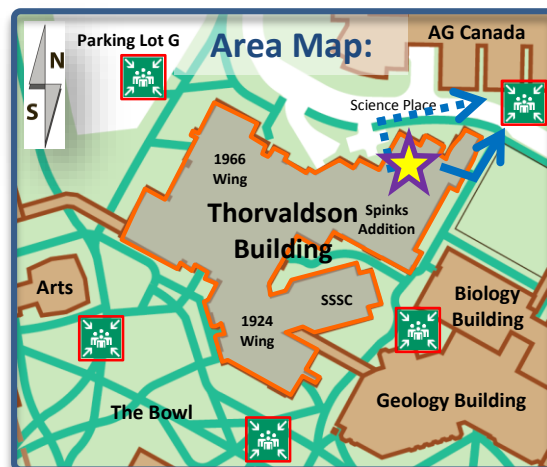 Parking Lot G
Area Map:
AG Canada
N
S
Science Place
1966
Wing
Thorvaldson
Building
Spinks
Addition
Arts
SSSC
Biology
Building
1924
Wing
The Bowl
Geology Building